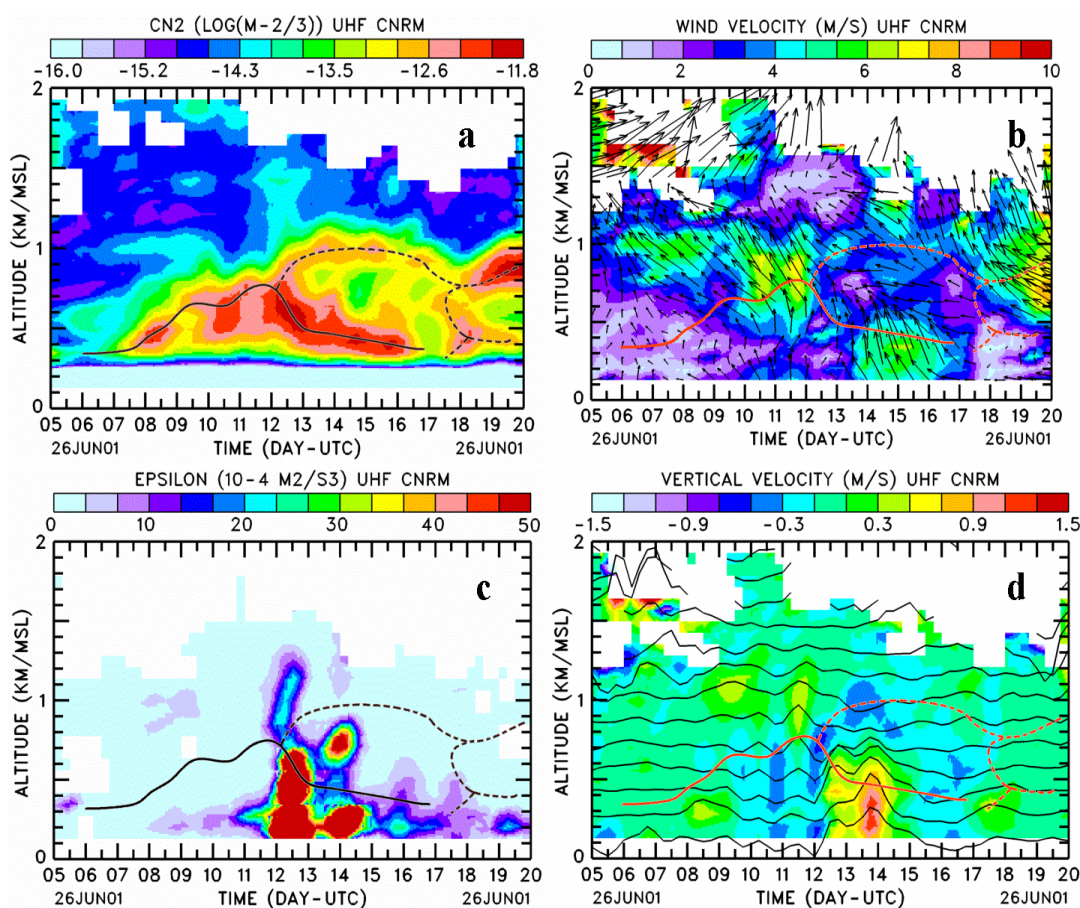 CN2 (LOG(M-2/3)) UHF CNRM
-16.0 -15.2 -14.3 -13.5 -12.6 -11.8
a
2
1
0
ALTITUDE (KM/MSL)
05 06 07 08 09 10 11 12 13 14 15 16 17 18 19 20
26JUN01 TIME (DAY-UTC) 26JUN01
WIND VELOCITY (M/S) UHF CNRM
0 2 4 6 8 10
b
2
1
0
ALTITUDE (KM/MSL)
05 06 07 08 09 10 11 12 13 14 15 16 17 18 19 20
26JUN01 TIME (DAY-UTC) 26JUN01
EPSILON (10-4 M2/S3) UHF CNRM
0 10 20 30 40 50
c
2
1
0
ALTITUDE (KM/MSL)
05 06 07 08 09 10 11 12 13 14 15 16 17 18 19 20
26JUN01 TIME (DAY-UTC) 26JUN01
VERTICAL VELOCITY (M/S) UHF CNRM
-1.5 -0.9 -0.3 0.3 0.9 1.5
d
2
1
0
ALTITUDE (KM/MSL)
05 06 07 08 09 10 11 12 13 14 15 16 17 18 19 20
26JUN01 TIME (DAY-UTC) 26JUN01